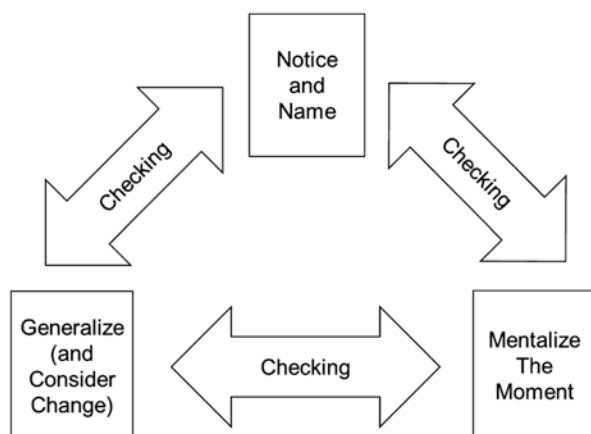 Notice
and
Name
Checking
Checking
Generalize
(and
Consider
Change)
Checking
Mentalize
The
Moment